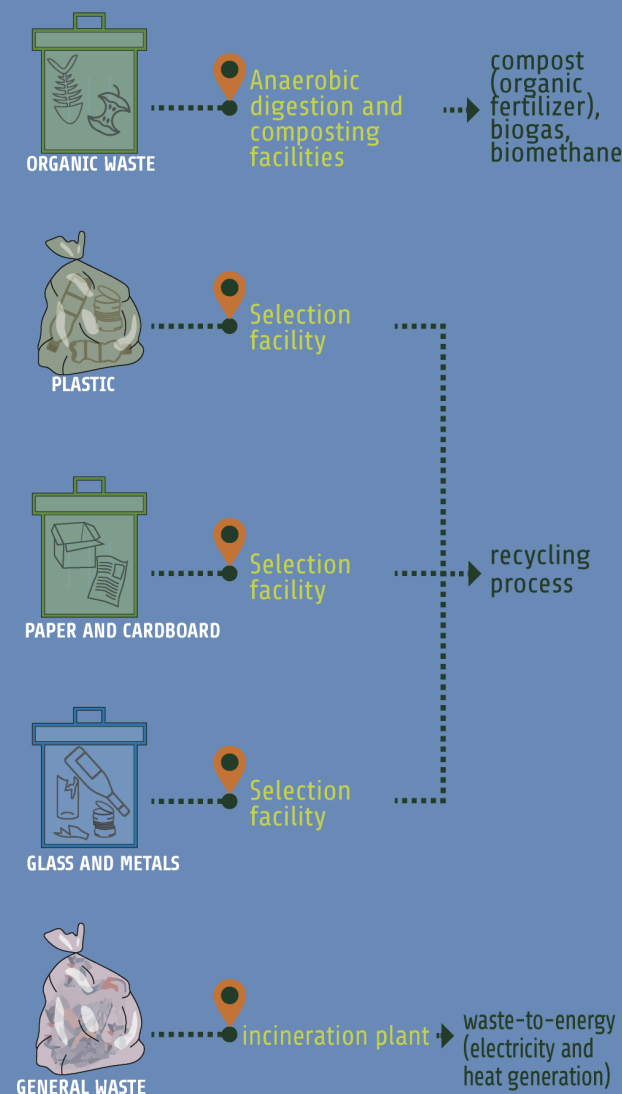 Anaerobic
digestion and
composting
facilities
compost
(organic
fertilizer),
biogas,
biomethane
ORGANIC WASTE
Selection
facility
PLASTIC
Selection
facility
recycling
process
PAPER AND CARDBOARD
Selection
facility
GLASS AND METALS
incineration plant
waste-to-energy
(electricity and
heat generation)
GENERAL WASTE